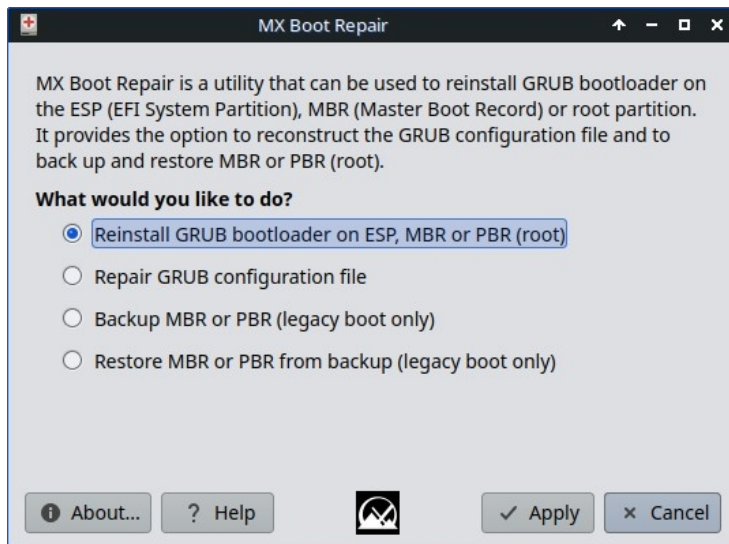 MX Boot Repair
MX Boot Repair is a utility that can be used to reinstall GRUB bootloader on
the ESP (EFI System Partition), MBR (Master Boot Record) or root partition.
It provides the option to reconstruct the GRUB configuration file and to
back up and restore MBR or PBR (root).
What would you like to do?
Reinstall GRUB bootloader on ESP, MBR or PBR (root)
Repair GRUB configuration file
Backup MBR or PBR (legacy boot only)
Restore MBR or PBR from backup (legacy boot only)
About... ? Help Apply Cancel